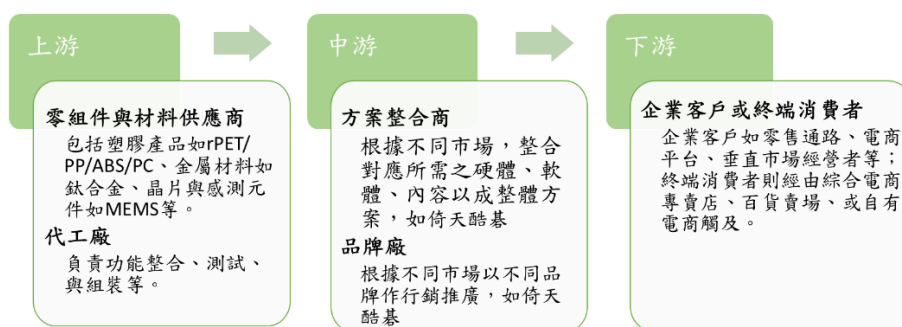 上游
零組件與材料供應商
包括塑膠產品如rPET/
PP/ABS/PC、金屬材料如
鈦合金、晶片與感測元
件如MEMS等。
代工廠
負責功能整合、測試、
與組裝等。
中游
方案整合商
根據不同市場，整合
對應所需之硬體、軟
體、內容以成整體方
案，如倚天酷碁
品牌廠
根據不同市場以不同品
牌作行銷推廣，如倚天
酷碁
下游
企業客戶或終端消費者
企業客戶如零售通路、電商
平台、垂直市場經營者等；
終端消費者則經由綜合電商
專賣店、百貨賣場、或自有
電商觸及。